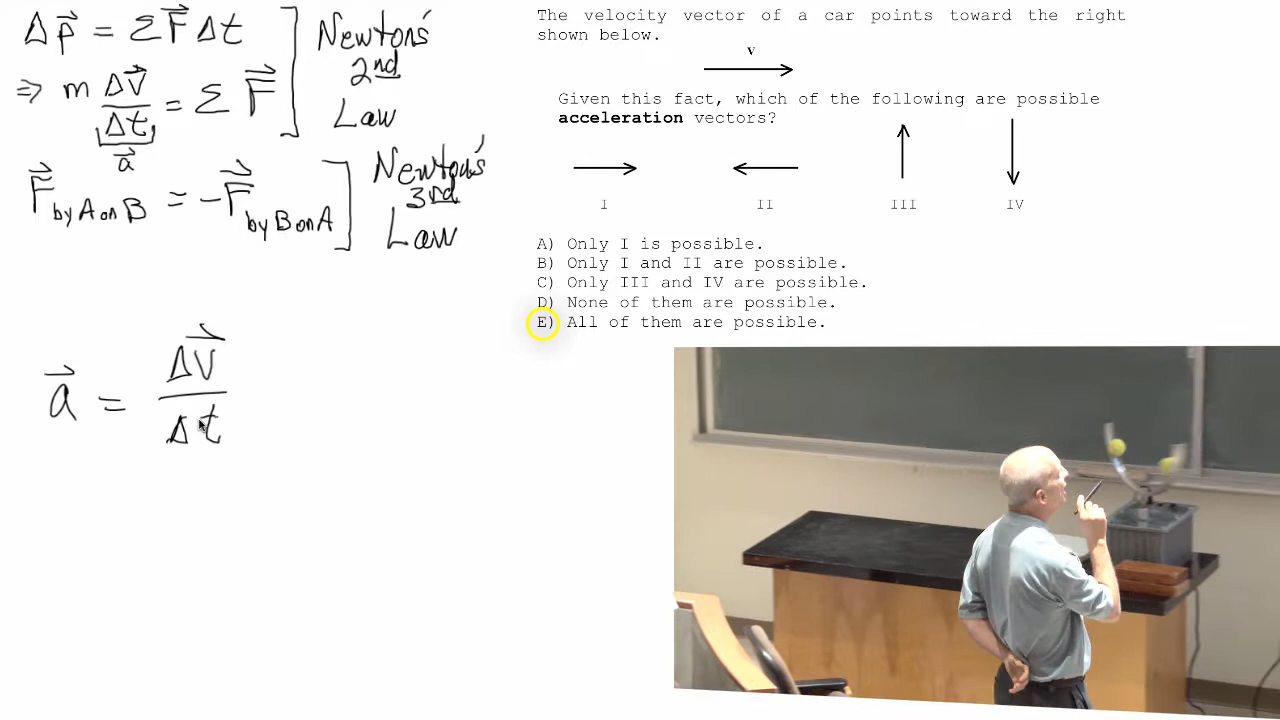 Δp⃗ = ΣF⃗ Δt
⇒ m Δv⃗/Δt = Σ F⃗
a⃗
Newton's
2nd
Law
F⃗ by A on B = -F⃗ by B on A
Newton's
3rd
Law
a⃗ = Δv⃗/Δt
The velocity vector of a car points toward the right
shown below.
v
Given this fact, which of the following are possible
acceleration vectors?
I II III IV
A) Only I is possible.
B) Only I and II are possible.
C) Only III and IV are possible.
D) None of them are possible.
E) All of them are possible.